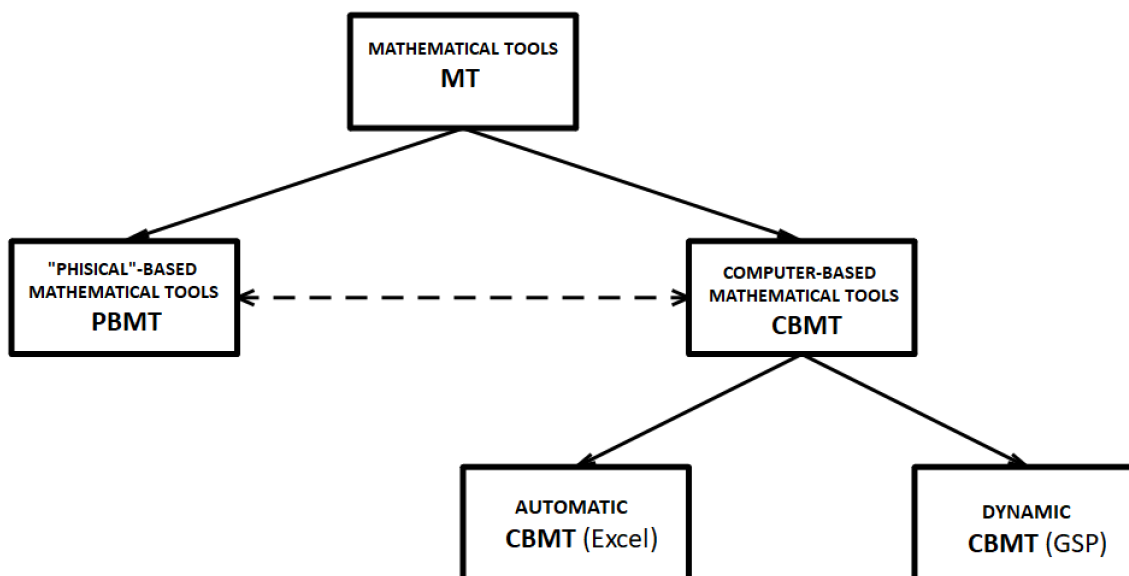 MATHEMATICAL TOOLS
MT
"PHISICAL"-BASED
MATHEMATICAL TOOLS
PBMT
COMPUTER-BASED
MATHEMATICAL TOOLS
CBMT
AUTOMATIC
CBMT (Excel)
DYNAMIC
CBMT (GSP)